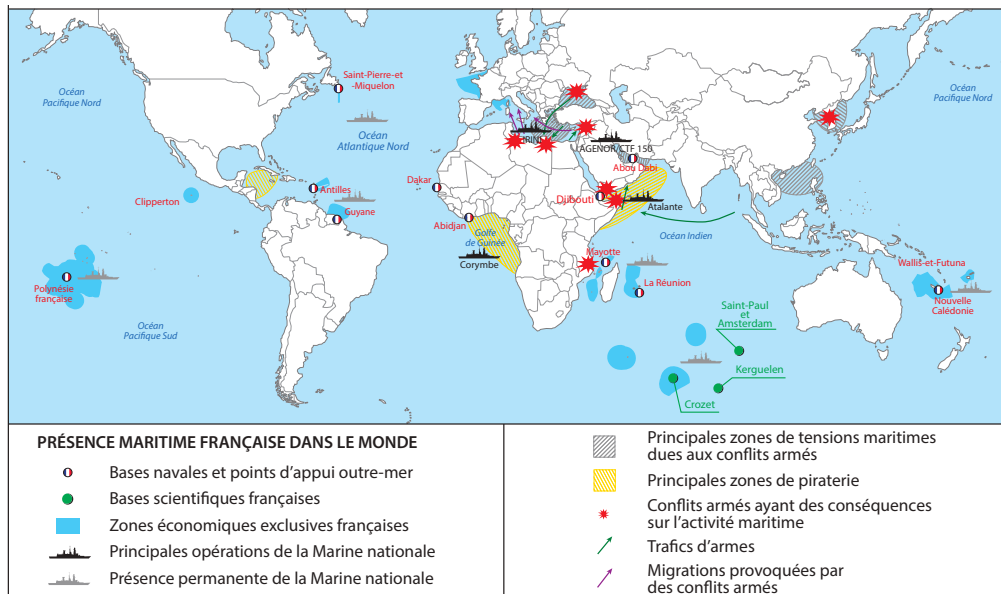 Saint-Pierre-et
-Miquelon
Océan
Pacifique Nord
Océan
Atlantique Nord
Océan
Pacifique Nord
IRINI
AGENOR/CTF 150
Abou Dabi
Dakar
Antilles
Clipperton
Guyane
Djibouti
Atalante
Abidjan
Golfe
de Guinée
Océan Indien
Corymbe
Mayotte
Wallis-et-Futuna
Polynésie
française
La Réunion
Nouvelle
Calédonie
Saint-Paul
et
Amsterdam
Océan
Pacifique Sud
Kerguelen
Crozet
PRÉSENCE MARITIME FRANÇAISE DANS LE MONDE
Bases navales et points d'appui outre-mer
Bases scientifiques françaises
Zones économiques exclusives françaises
Principales opérations de la Marine nationale
Présence permanente de la Marine nationale
Principales zones de tensions maritimes
dues aux conflits armés
Principales zones de piraterie
Conflits armés ayant des conséquences
sur l'activité maritime
Trafics d'armes
Migrations provoquées par
des conflits armés